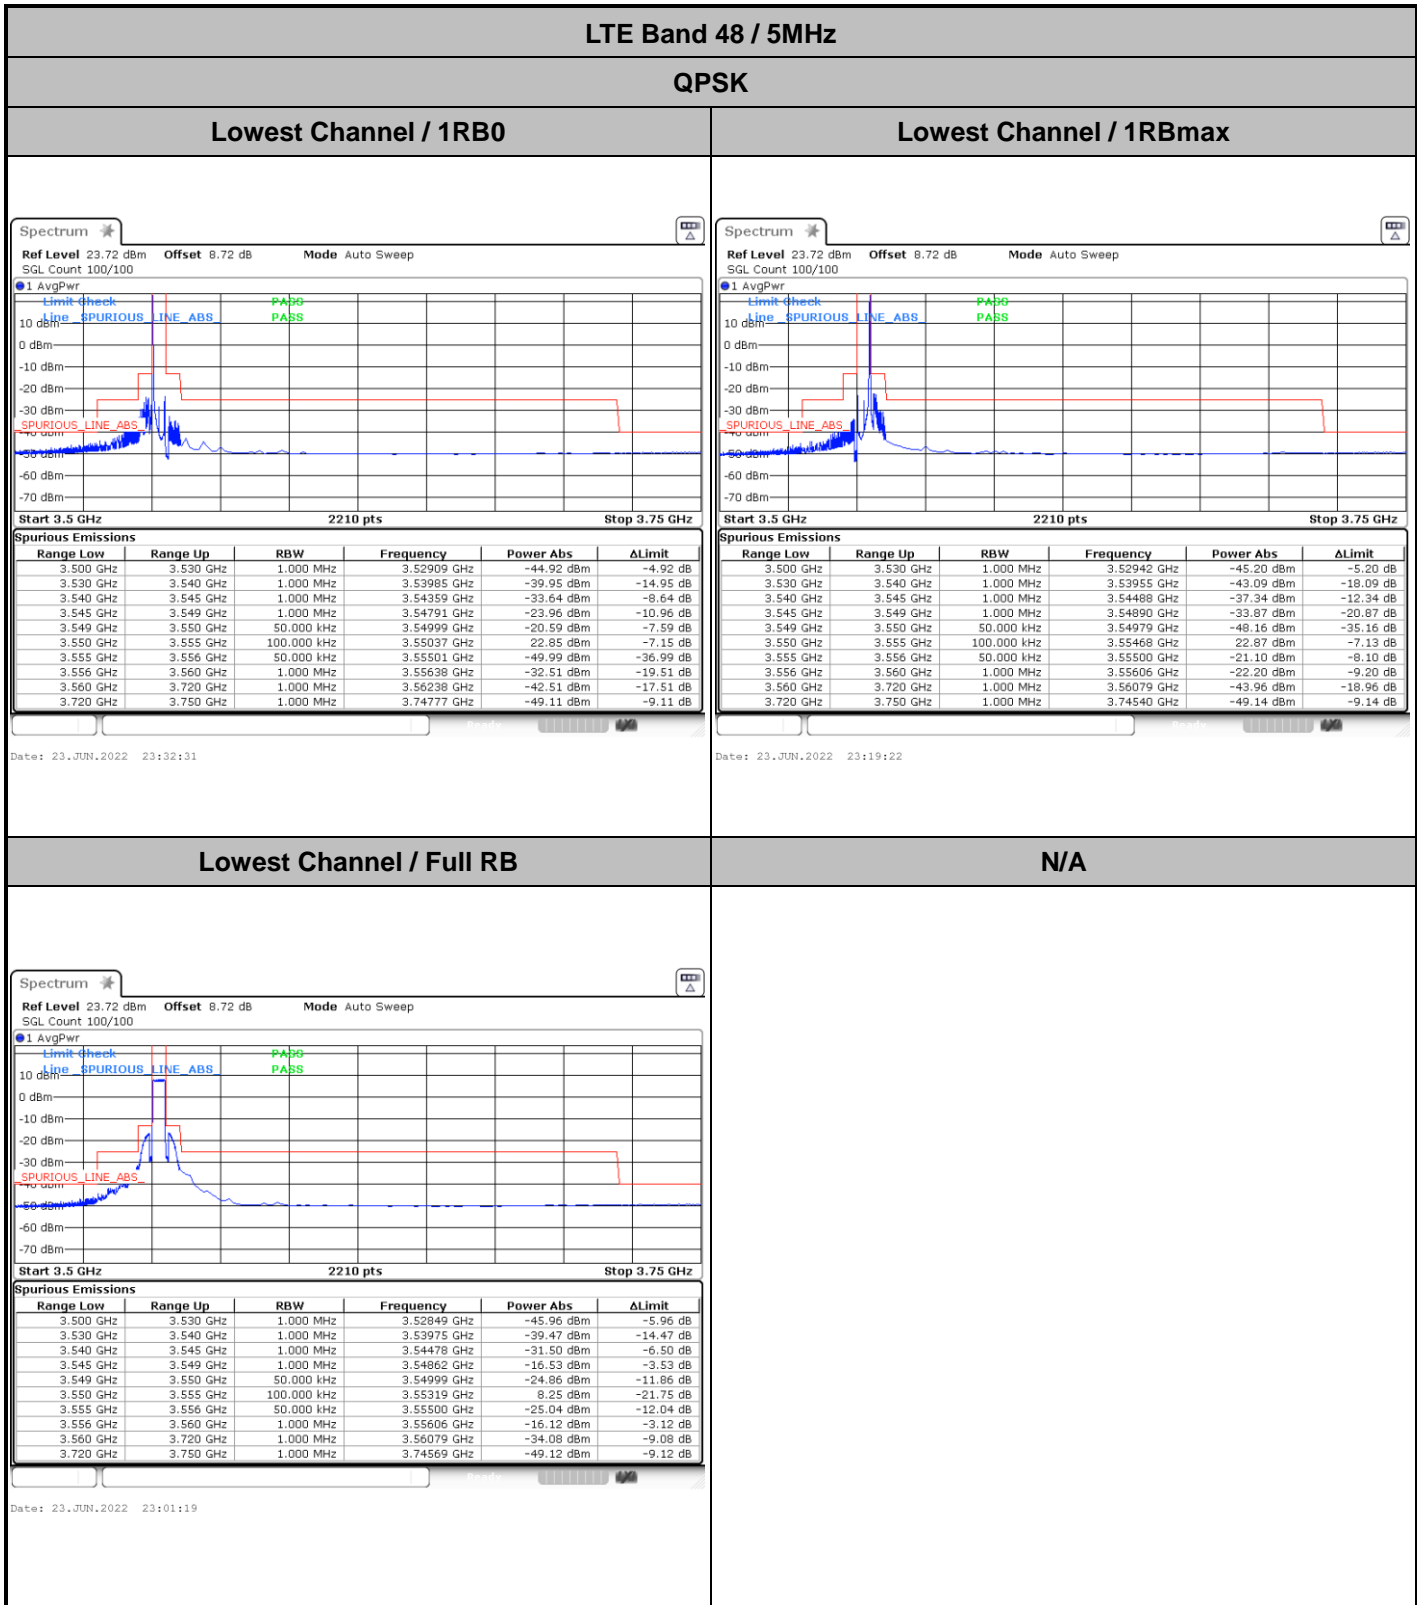 LTE Band 48 / 5MHz
QPSK
Lowest Channel / 1RB0
Lowest Channel / 1RBmax
Spectrum
Ref Level 23.72 dBm Offset 8.72 dB Mode Auto Sweep
SGL Count 100/100
1 AvgPwr
Limit Check PASS
10 dBm Line _SPURIOUS_LINE_ABS_ PASS
0 dBm
-10 dBm
-20 dBm
-30 dBm
_SPURIOUS_LINE_ABS_
-40 dBm
-50 dBm
-60 dBm
-70 dBm
Start 3.5 GHz 2210 pts Stop 3.75 GHz
Spurious Emissions
Range Low Range Up RBW Frequency Power Abs ΔLimit
3.500 GHz 3.530 GHz 1.000 MHz 3.52909 GHz -44.92 dBm -4.92 dB
3.530 GHz 3.540 GHz 1.000 MHz 3.53985 GHz -39.95 dBm -14.95 dB
3.540 GHz 3.545 GHz 1.000 MHz 3.54359 GHz -33.64 dBm -8.64 dB
3.545 GHz 3.549 GHz 1.000 MHz 3.54791 GHz -23.96 dBm -10.96 dB
3.549 GHz 3.550 GHz 50.000 kHz 3.54999 GHz -20.59 dBm -7.59 dB
3.550 GHz 3.555 GHz 100.000 kHz 3.55037 GHz 22.85 dBm -7.15 dB
3.555 GHz 3.556 GHz 50.000 kHz 3.55501 GHz -49.99 dBm -36.99 dB
3.556 GHz 3.560 GHz 1.000 MHz 3.55638 GHz -32.51 dBm -19.51 dB
3.560 GHz 3.720 GHz 1.000 MHz 3.56238 GHz -42.51 dBm -17.51 dB
3.720 GHz 3.750 GHz 1.000 MHz 3.74777 GHz -49.11 dBm -9.11 dB
Ready
Date: 23.JUN.2022 23:32:31
Spectrum
Ref Level 23.72 dBm Offset 8.72 dB Mode Auto Sweep
SGL Count 100/100
1 AvgPwr
Limit Check PASS
10 dBm Line _SPURIOUS_LINE_ABS_ PASS
0 dBm
-10 dBm
-20 dBm
-30 dBm
_SPURIOUS_LINE_ABS_
-40 dBm
-50 dBm
-60 dBm
-70 dBm
Start 3.5 GHz 2210 pts Stop 3.75 GHz
Spurious Emissions
Range Low Range Up RBW Frequency Power Abs ΔLimit
3.500 GHz 3.530 GHz 1.000 MHz 3.52942 GHz -45.20 dBm -5.20 dB
3.530 GHz 3.540 GHz 1.000 MHz 3.53955 GHz -43.09 dBm -18.09 dB
3.540 GHz 3.545 GHz 1.000 MHz 3.54488 GHz -37.34 dBm -12.34 dB
3.545 GHz 3.549 GHz 1.000 MHz 3.54890 GHz -33.87 dBm -20.87 dB
3.549 GHz 3.550 GHz 50.000 kHz 3.54979 GHz -48.16 dBm -35.16 dB
3.550 GHz 3.555 GHz 100.000 kHz 3.55468 GHz 22.87 dBm -7.13 dB
3.555 GHz 3.556 GHz 50.000 kHz 3.55500 GHz -21.10 dBm -8.10 dB
3.556 GHz 3.560 GHz 1.000 MHz 3.55606 GHz -22.20 dBm -9.20 dB
3.560 GHz 3.720 GHz 1.000 MHz 3.56079 GHz -43.96 dBm -18.96 dB
3.720 GHz 3.750 GHz 1.000 MHz 3.74540 GHz -49.14 dBm -9.14 dB
Ready
Date: 23.JUN.2022 23:19:22
Lowest Channel / Full RB
N/A
Spectrum
Ref Level 23.72 dBm Offset 8.72 dB Mode Auto Sweep
SGL Count 100/100
1 AvgPwr
Limit Check PASS
10 dBm Line _SPURIOUS_LINE_ABS_ PASS
0 dBm
-10 dBm
-20 dBm
-30 dBm
_SPURIOUS_LINE_ABS_
-40 dBm
-50 dBm
-60 dBm
-70 dBm
Start 3.5 GHz 2210 pts Stop 3.75 GHz
Spurious Emissions
Range Low Range Up RBW Frequency Power Abs ΔLimit
3.500 GHz 3.530 GHz 1.000 MHz 3.52849 GHz -45.96 dBm -5.96 dB
3.530 GHz 3.540 GHz 1.000 MHz 3.53975 GHz -39.47 dBm -14.47 dB
3.540 GHz 3.545 GHz 1.000 MHz 3.54478 GHz -31.50 dBm -6.50 dB
3.545 GHz 3.549 GHz 1.000 MHz 3.54862 GHz -16.53 dBm -3.53 dB
3.549 GHz 3.550 GHz 50.000 kHz 3.54999 GHz -24.86 dBm -11.86 dB
3.550 GHz 3.555 GHz 100.000 kHz 3.55319 GHz 8.25 dBm -21.75 dB
3.555 GHz 3.556 GHz 50.000 kHz 3.55500 GHz -25.04 dBm -12.04 dB
3.556 GHz 3.560 GHz 1.000 MHz 3.55606 GHz -16.12 dBm -3.12 dB
3.560 GHz 3.720 GHz 1.000 MHz 3.56079 GHz -34.08 dBm -9.08 dB
3.720 GHz 3.750 GHz 1.000 MHz 3.74569 GHz -49.12 dBm -9.12 dB
Ready
Date: 23.JUN.2022 23:01:19